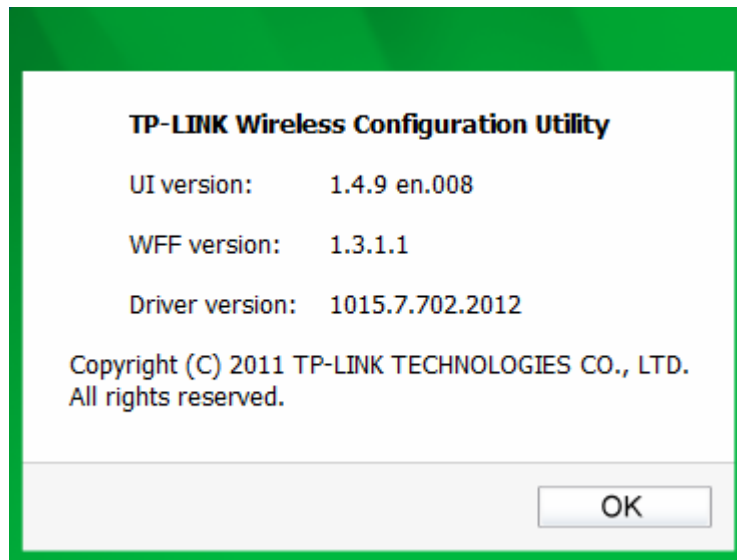 TP-LINK Wireless Configuration Utility
UI version: 1.4.9 en.008
WFF version: 1.3.1.1
Driver version: 1015.7.702.2012
Copyright (C) 2011 TP-LINK TECHNOLOGIES CO., LTD.
All rights reserved.
OK